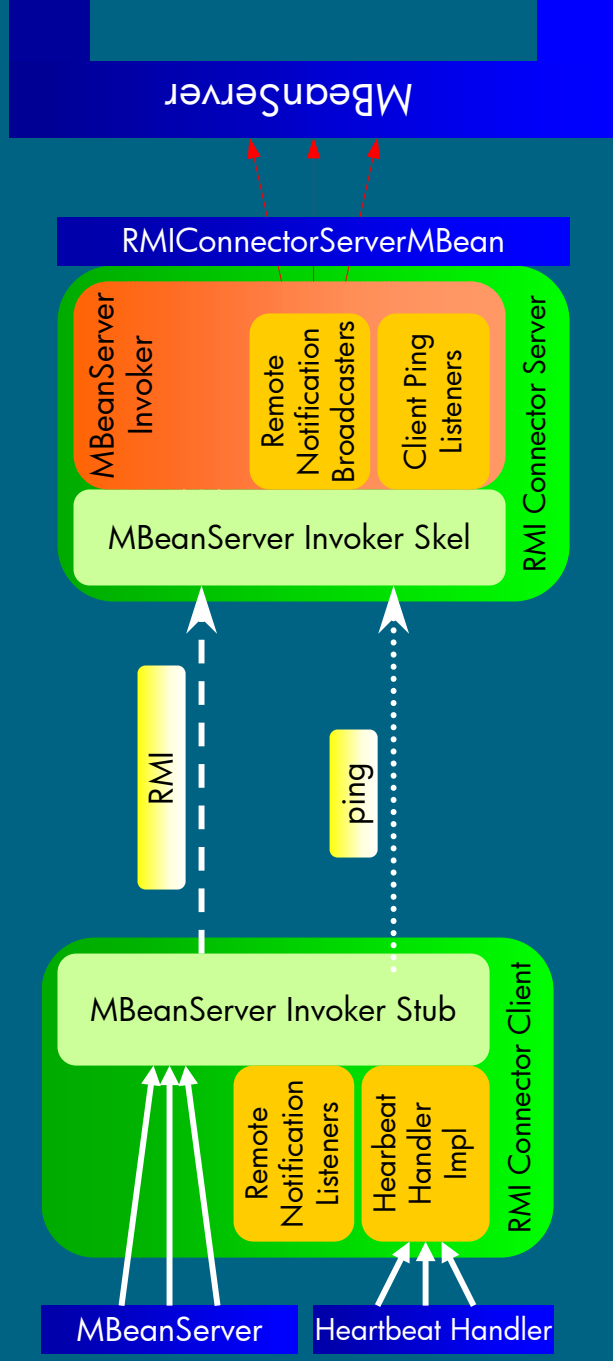 MBeanServer
RMIConnectorServerMBean
MBeanServer
Invoker
Remote
Notification
Broadcasters
Client Ping
Listeners
RMI Connector Server
MBeanServer Invoker Skel
RMI
ping
MBeanServer Invoker Stub
Remote
Notification
Listeners
Hearbeat
Handler
Impl
RMI Connector Client
MBeanServer
Heartbeat Handler